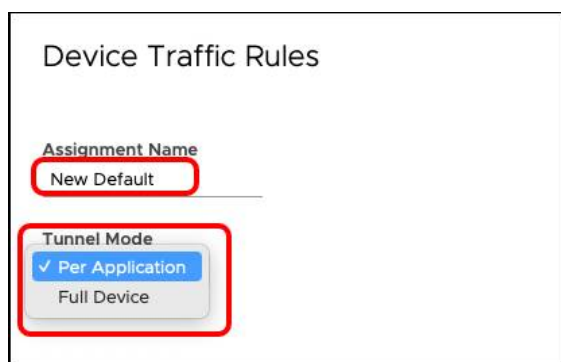 Device Traffic Rules
Assignment Name
New Default
Tunnel Mode
✓ Per Application
Full Device